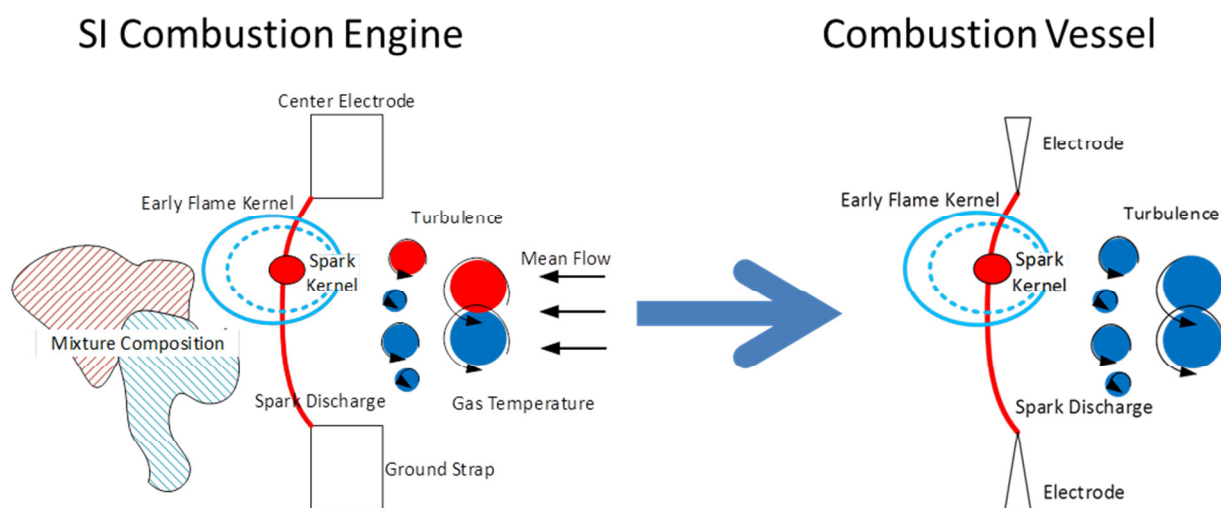 SI Combustion Engine
Center Electrode
Early Flame Kernel
Turbulence
Mean Flow
Spark
Kernel
Mixture Composition
Spark Discharge
Gas Temperature
Ground Strap
Combustion Vessel
Electrode
Early Flame Kernel
Turbulence
Spark
Kernel
Spark Discharge
Electrode